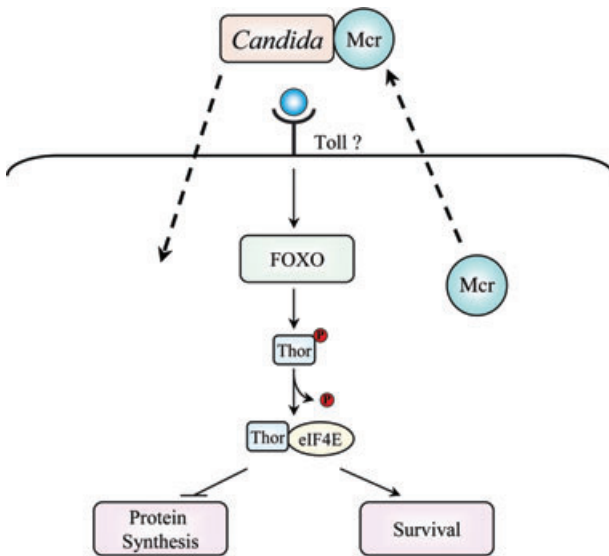 Candida
Mcr
Toll ?
FOXO
Mcr
Thor
P
P
Thor
eIF4E
Protein
Synthesis
Survival